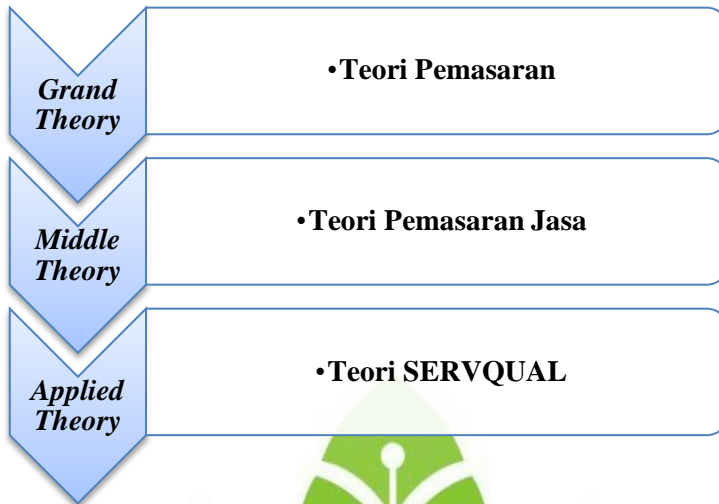 Grand
Theory
•Teori Pemasaran
Middle
Theory
•Teori Pemasaran Jasa
Applied
Theory
•Teori SERVQUAL